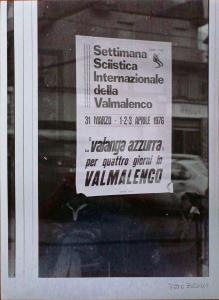 Settimana
Sciistica
Internazionale
della
Valmalenco
31 MARZO - 1-2-3 APRILE 1976
la valanga azzurra,
per quattro giorni in
VALMALENCO